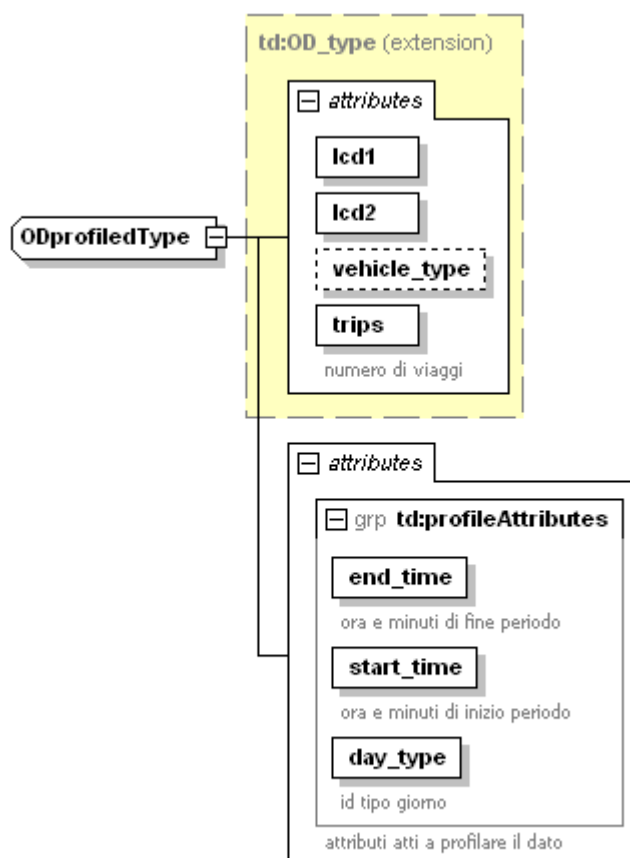 td:OD_type (extension)
attributes
lcd1
lcd2
ODprofiledType
vehicle_type
trips
numero di viaggi
attributes
grp td:profileAttributes
end_time
ora e minuti di fine periodo
start_time
ora e minuti di inizio periodo
day_type
id tipo giorno
attributi atti a profilare il dato